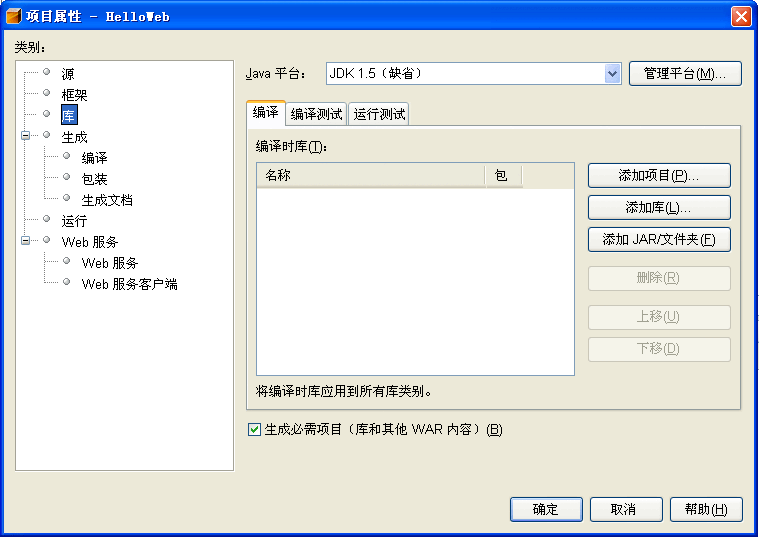 项目属性 - HelloWeb
类别：
源
框架
库
生成
编译
包装
生成文档
运行
Web 服务
Web 服务
Web 服务客户端
Java 平台：
JDK 1.5（缺省）
管理平台(M)...
编译
编译测试
运行测试
编译时库(T)：
名称
包
添加项目(P)...
添加库(L)...
添加 JAR/文件夹(F)
删除(R)
上移(U)
下移(D)
将编译时库应用到所有库类别。
生成必需项目（库和其他 WAR 内容）(B)
确定
取消
帮助(H)